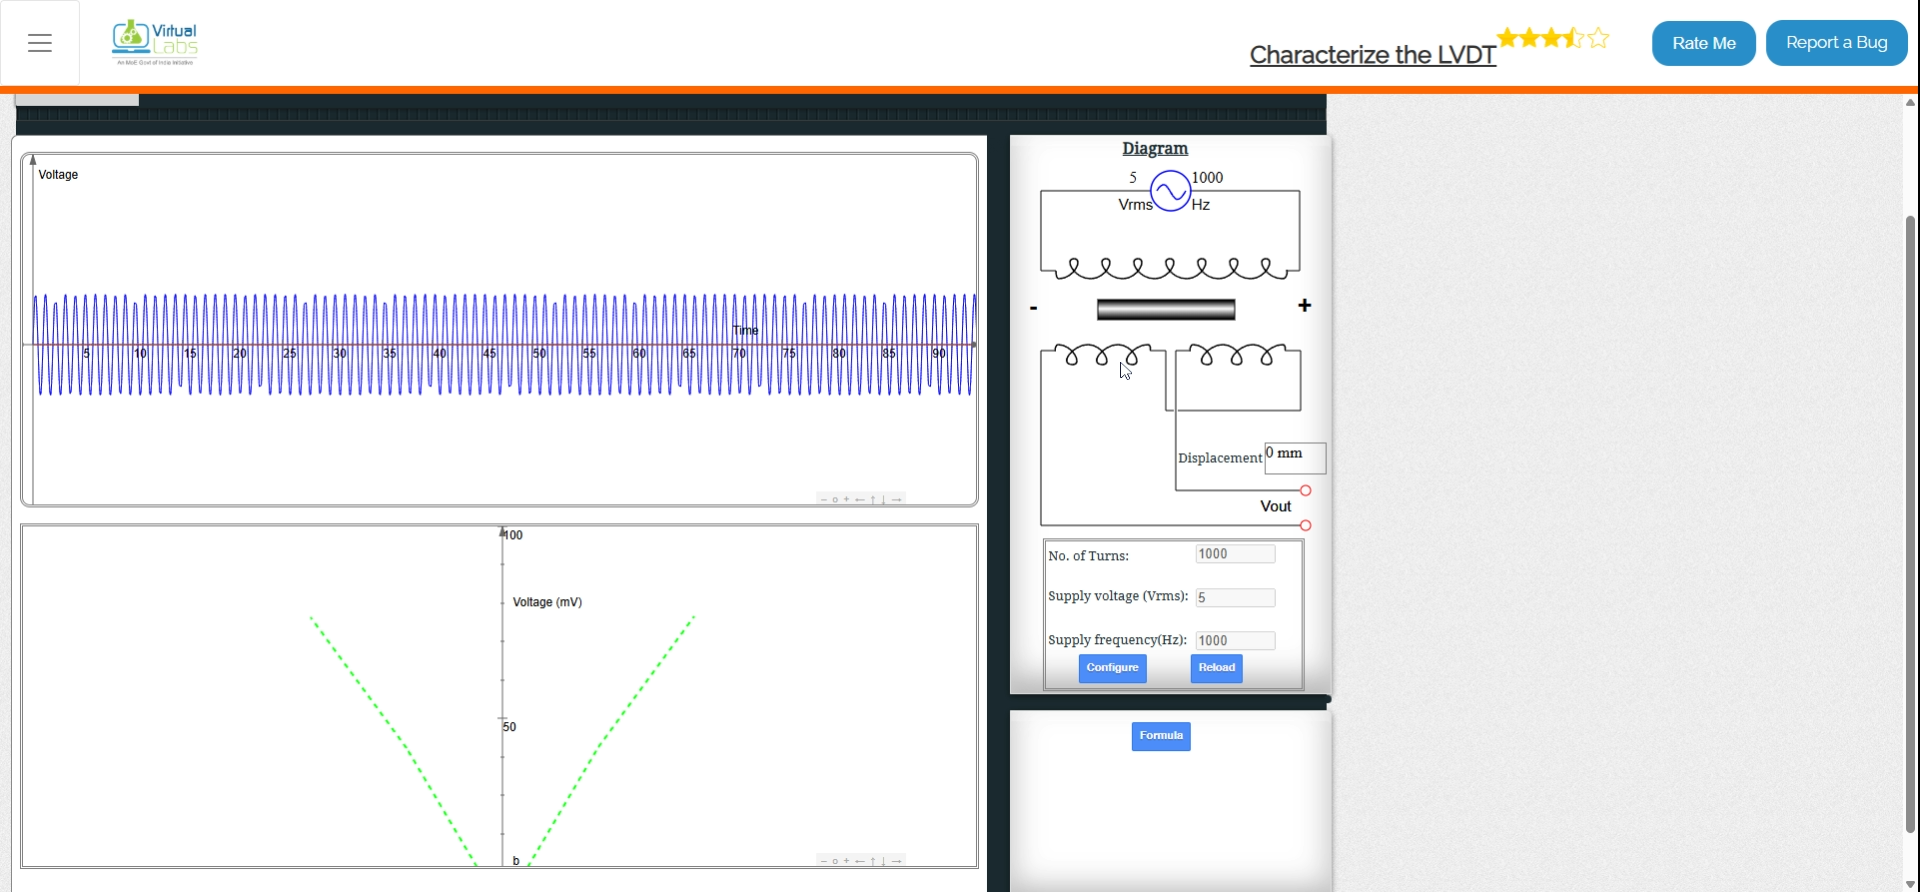 Virtual
Labs
An MoE Govt of India Initiative
Characterize the LVDT
Rate Me
Report a Bug
Voltage
Time
5 10 15 20 25 30 35 40 45 50 55 60 65 70 75 80 85 90
− o + ← ↑ ↓ →
100
Voltage (mV)
50
b
− o + ← ↑ ↓ →
Diagram
5 1000
Vrms Hz
- +
Displacement 0 mm
Vout
No. of Turns: 1000
Supply voltage (Vrms): 5
Supply frequency(Hz): 1000
Configure Reload
Formula